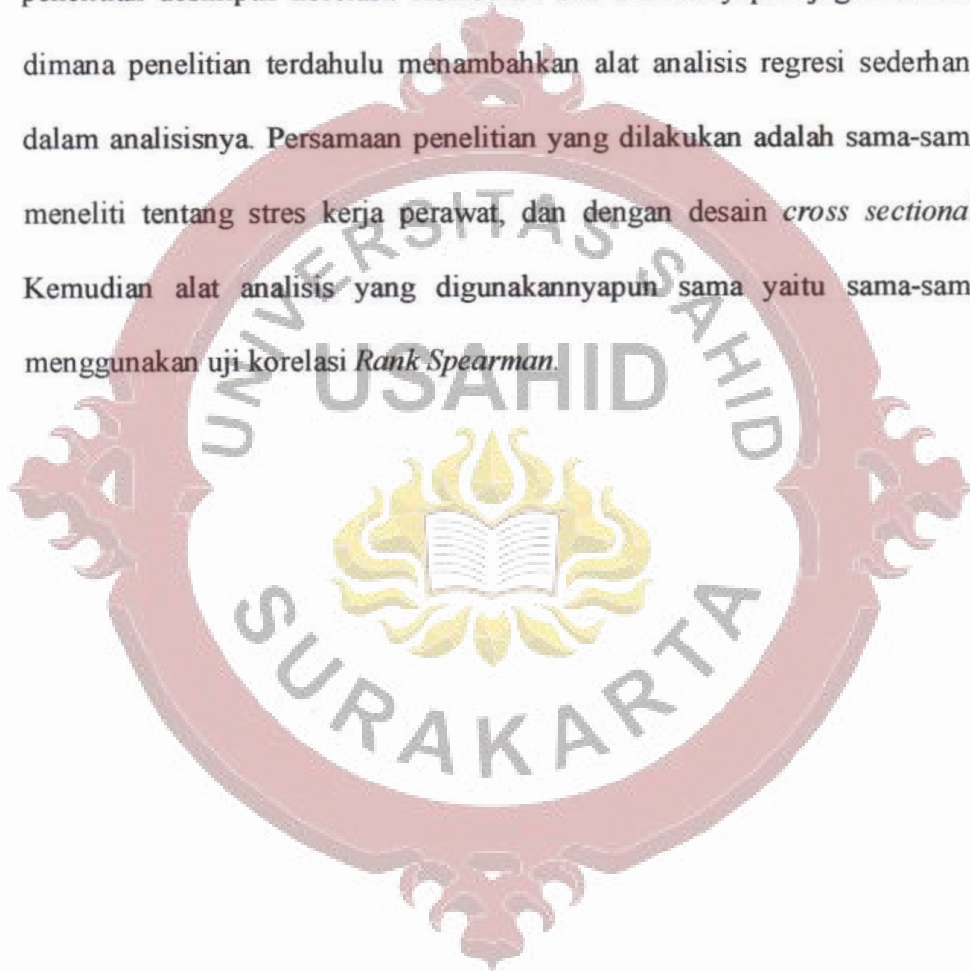 dimana penelitian terdahulu menambahkan alat analisis regresi sederhan
dalam analisisnya. Persamaan penelitian yang dilakukan adalah sama-sam
meneliti tentang stres kerja perawat, dan dengan desain cross sectiona
Kemudian alat analisis yang digunakannyapun sama yaitu sama-sam
menggunakan uji korelasi Rank Spearman.
UNIVERSITAS SAHID
USAHID
SURAKARTA